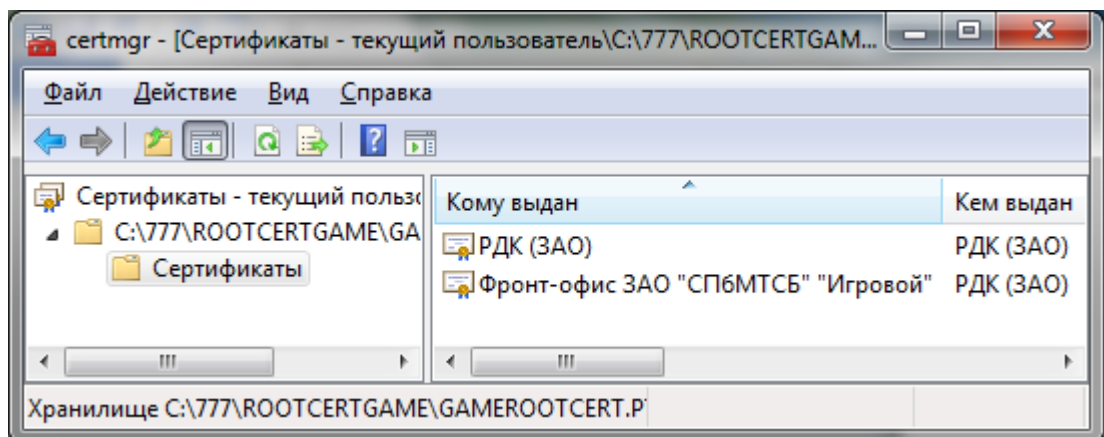 certmgr - [Сертификаты - текущий пользователь\C:\777\ROOTCERTGAM...
Файл Действие Вид Справка
Сертификаты - текущий пользо
C:\777\ROOTCERTGAME\GA
Сертификаты
Кому выдан Кем выдан
РДК (ЗАО) РДК (ЗАО)
Фронт-офис ЗАО "СПбМТСБ" "Игровой" РДК (ЗАО)
Хранилище C:\777\ROOTCERTGAME\GAMEROOTCERT.P